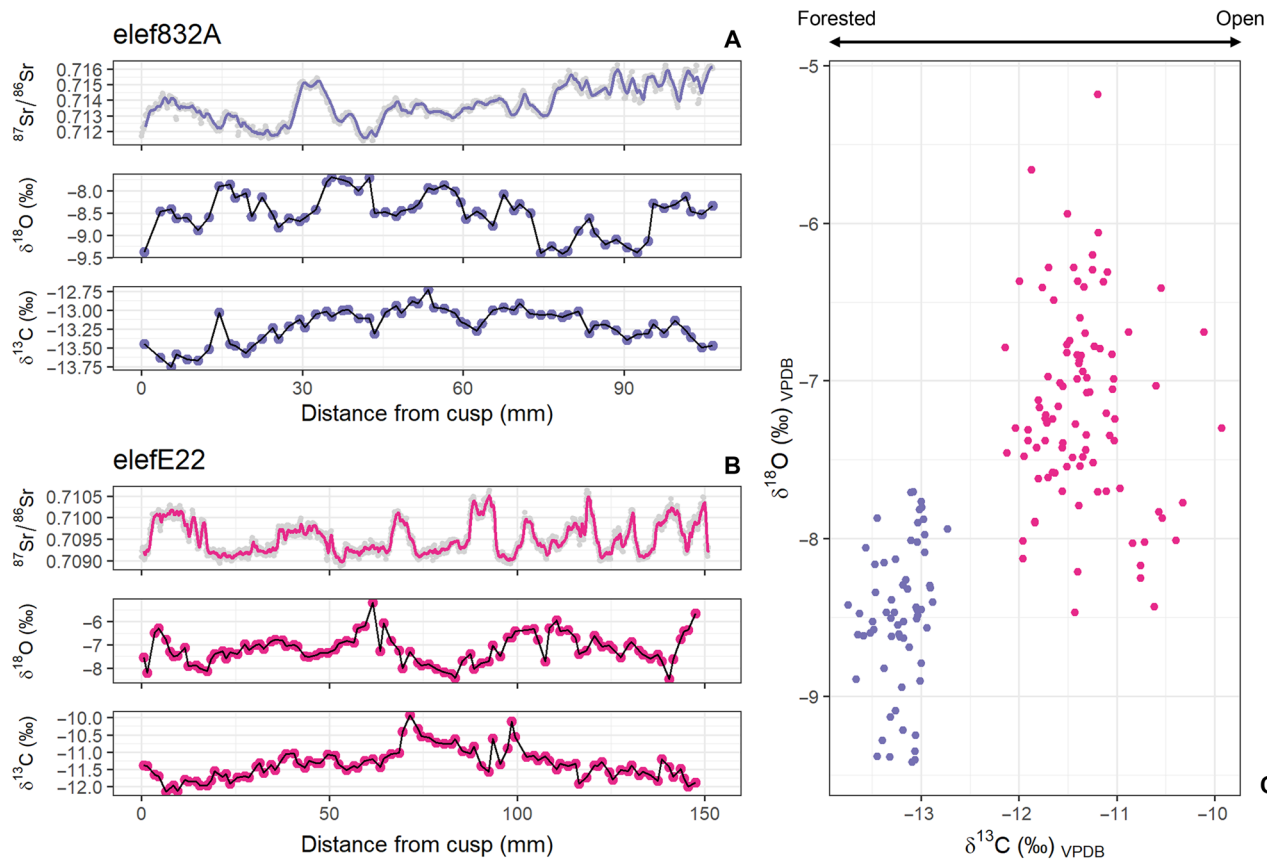 elef832A
A
⁸⁷Sr/⁸⁶Sr
0.716
0.715
0.714
0.713
0.712
δ¹⁸O (‰)
−8.0
−8.5
−9.0
−9.5
δ¹³C (‰)
−12.75
−13.00
−13.25
−13.50
−13.75
0 30 60 90
Distance from cusp (mm)
elefE22
B
⁸⁷Sr/⁸⁶Sr
0.7105
0.7100
0.7095
0.7090
δ¹⁸O (‰)
−6
−7
−8
δ¹³C (‰)
−10.0
−10.5
−11.0
−11.5
−12.0
0 50 100 150
Distance from cusp (mm)
Forested Open
δ¹⁸O (‰) VPDB
−5
−6
−7
−8
−9
−13 −12 −11 −10
δ¹³C (‰) VPDB